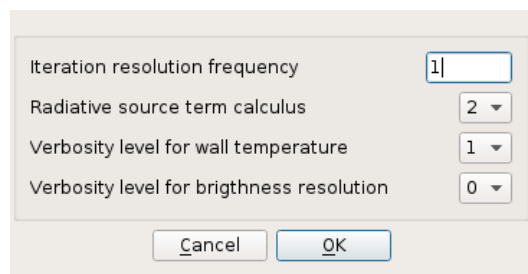 Iteration resolution frequency 1
Radiative source term calculus 2
Verbosity level for wall temperature 1
Verbosity level for brigthness resolution 0
Cancel OK